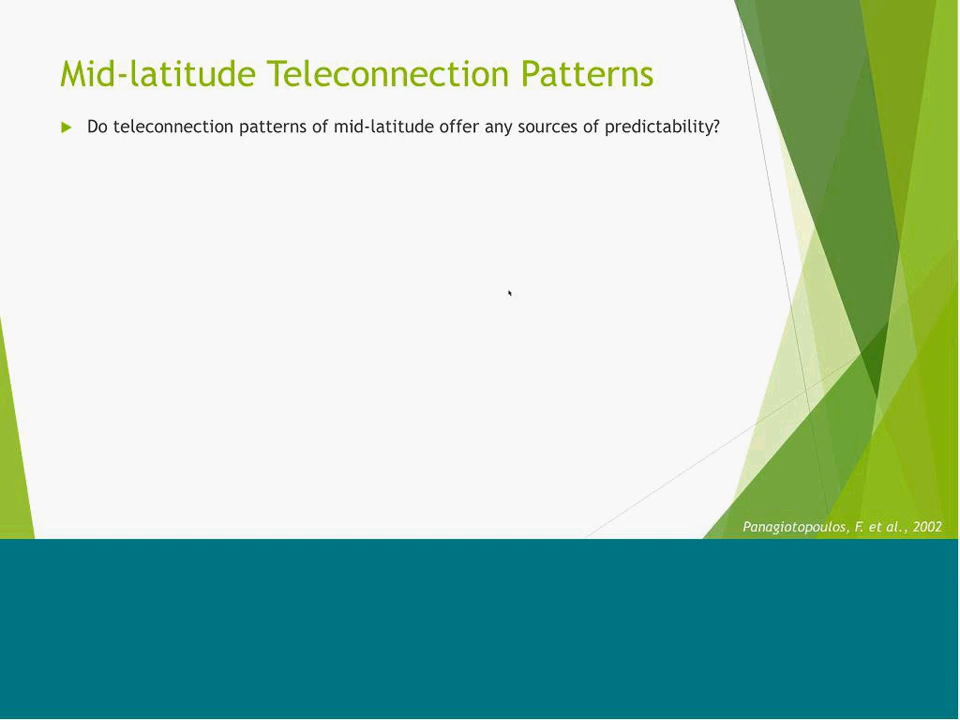 Mid-latitude Teleconnection Patterns
Do teleconnection patterns of mid-latitude offer any sources of predictability?
Panagiotopoulos, F. et al., 2002